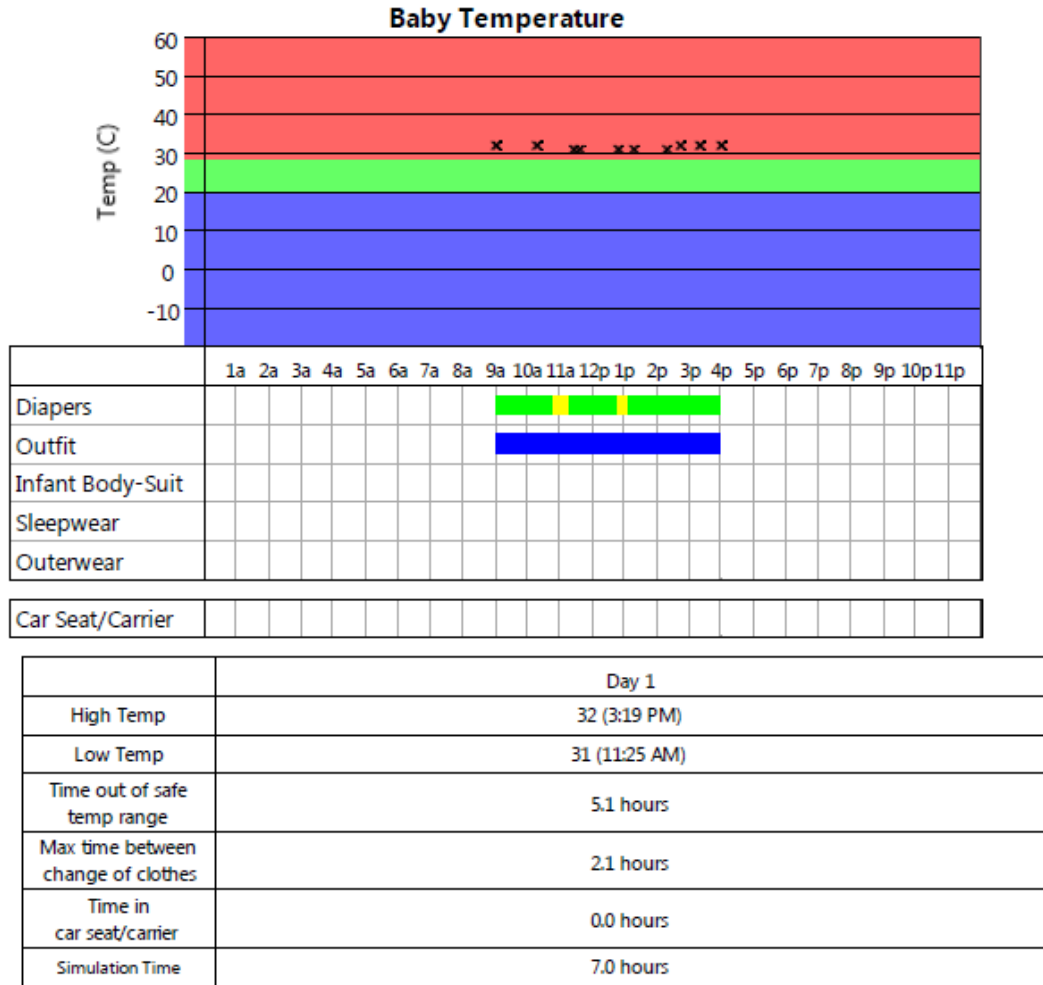 Baby Temperature
60
50
40
30
20
10
0
-10
Temp (C)
1a 2a 3a 4a 5a 6a 7a 8a 9a 10a 11a 12p 1p 2p 3p 4p 5p 6p 7p 8p 9p 10p 11p
Diapers
Outfit
Infant Body-Suit
Sleepwear
Outerwear
Car Seat/Carrier
Day 1
High Temp 32 (3:19 PM)
Low Temp 31 (11:25 AM)
Time out of safe
temp range 5.1 hours
Max time between
change of clothes 2.1 hours
Time in
car seat/carrier 0.0 hours
Simulation Time 7.0 hours